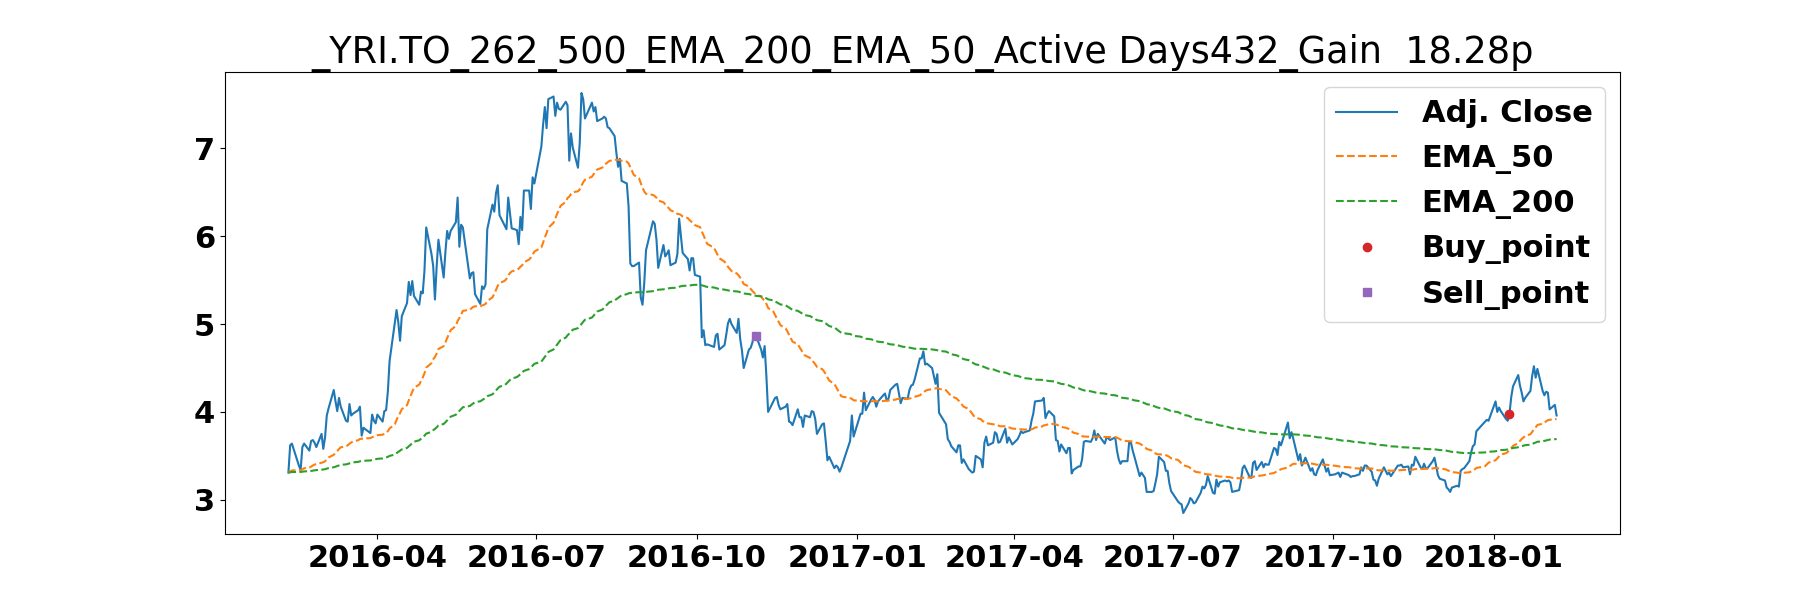 _YRI.TO_262_500_EMA_200_EMA_50_Active Days432_Gain  18.28p
Adj. Close
EMA_50
EMA_200
Buy_point
Sell_point
7
6
5
4
3
2016-04 2016-07 2016-10 2017-01 2017-04 2017-07 2017-10 2018-01